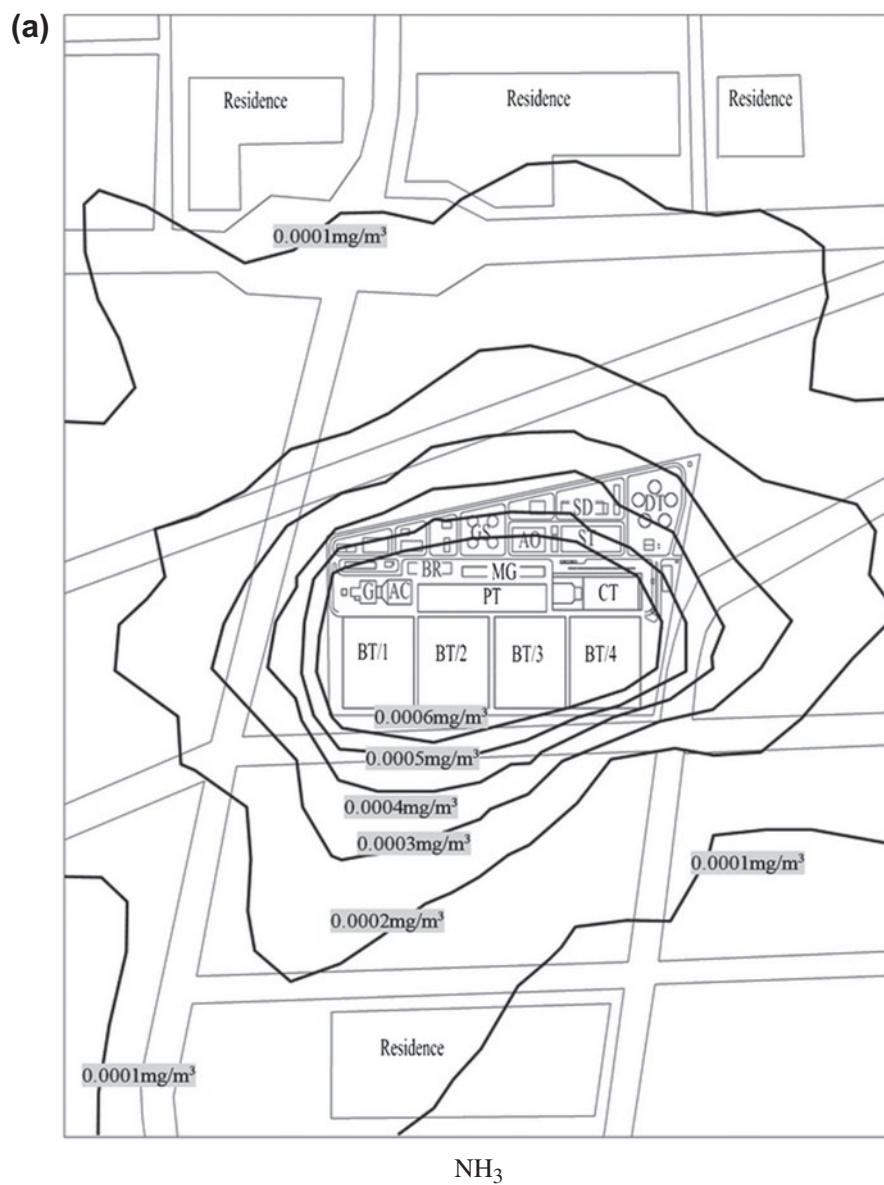 (a)
Residence
Residence
Residence
0.0001mg/m³
SD
DT
GS
AO
ST
BR
MG
G
AC
PT
CT
BT/1
BT/2
BT/3
BT/4
0.0006mg/m³
0.0005mg/m³
0.0004mg/m³
0.0003mg/m³
0.0001mg/m³
0.0002mg/m³
Residence
0.0001mg/m³
NH₃